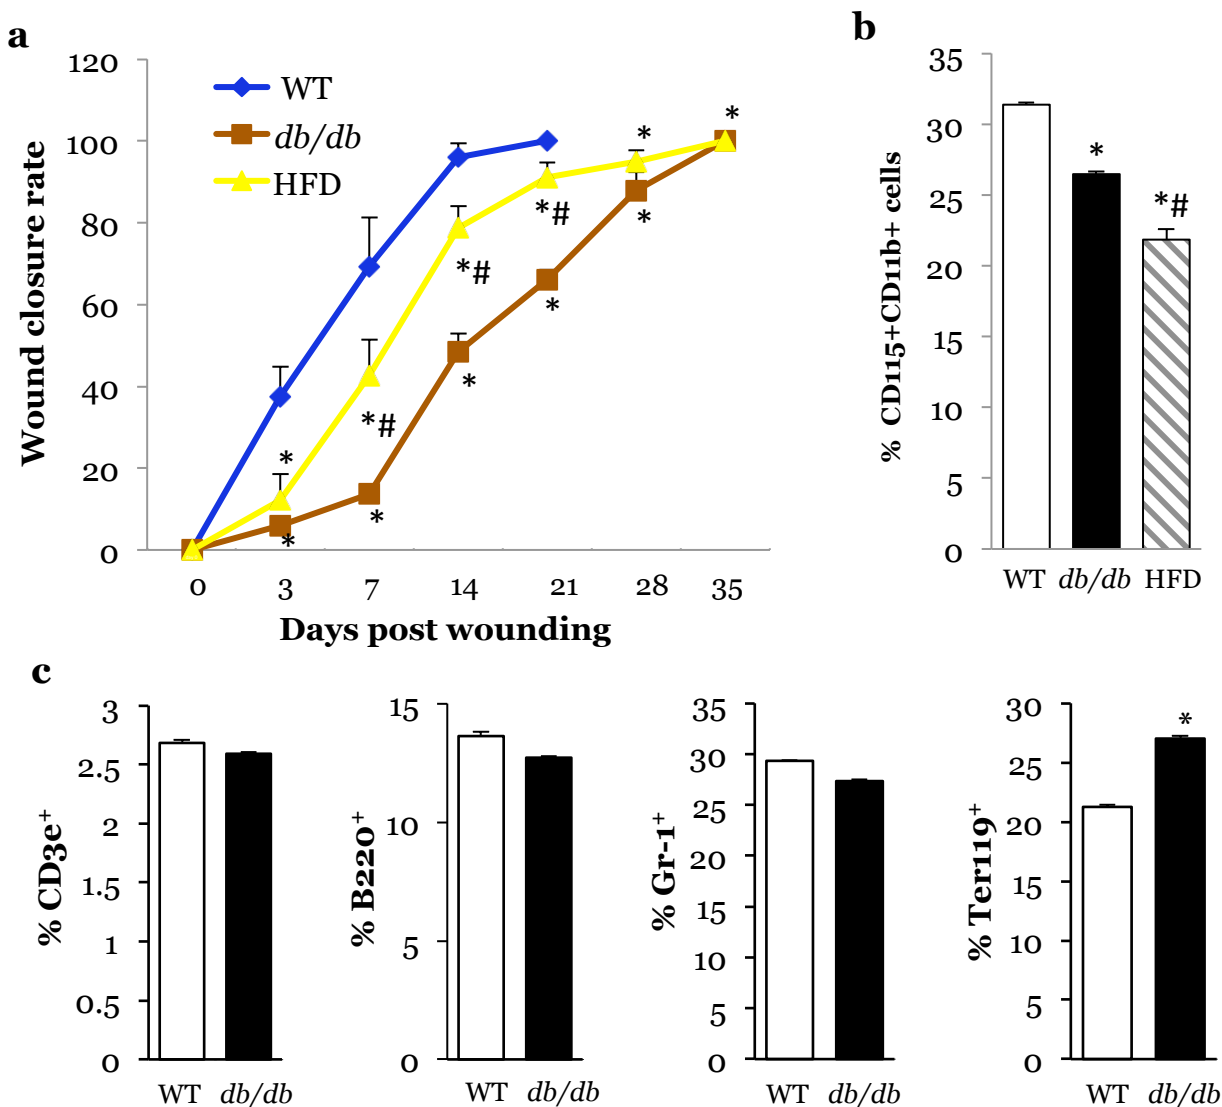 a
Wound closure rate
120
100
80
60
40
20
0
WT
db/db
HFD
*
*
*#
*
*#
*
*#
*
*
*
*
*
0 3 7 14 21 28 35
Days post wounding
b
% CD115+CD11b+ cells
35
30
25
20
15
10
5
0
*
*#
WT db/db HFD
c
% CD3e+
3
2.5
2
1.5
1
0.5
0
WT db/db
% B220+
15
10
5
0
WT db/db
% Gr-1+
35
30
25
20
15
10
5
0
WT db/db
% Ter119+
30
25
20
15
10
5
0
*
WT db/db